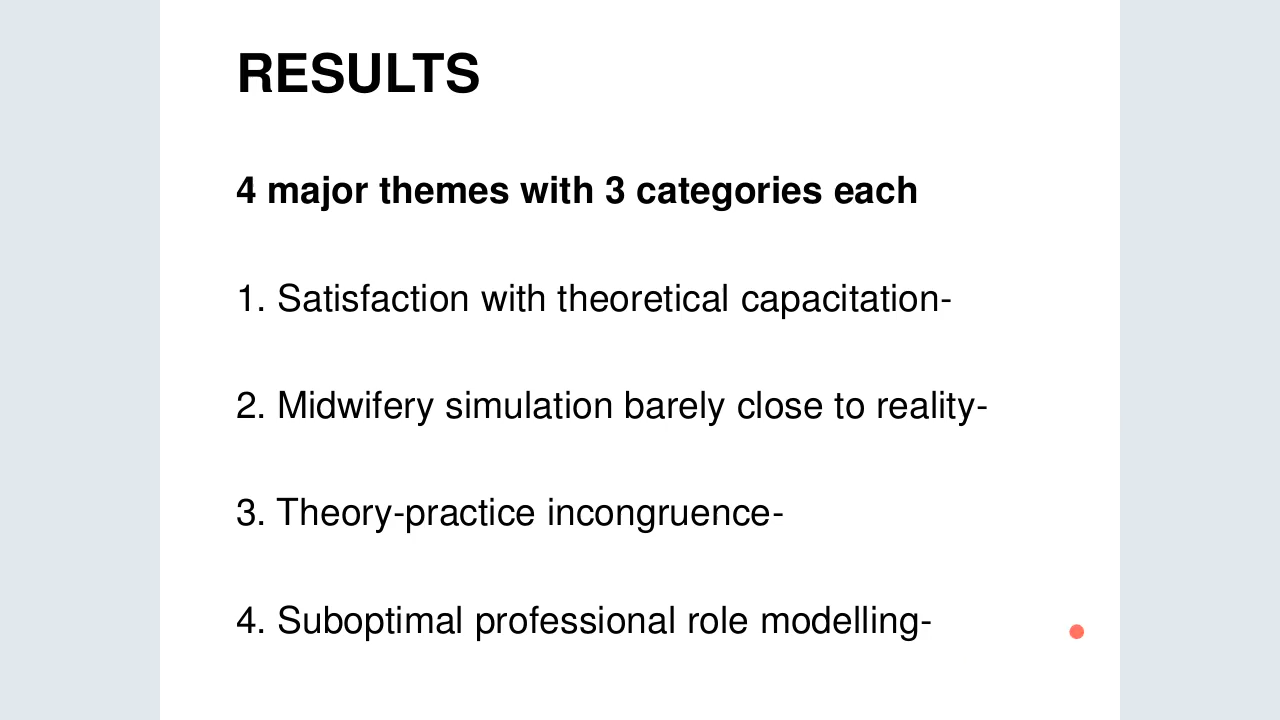 RESULTS
4 major themes with 3 categories each
1. Satisfaction with theoretical capacitation-
2. Midwifery simulation barely close to reality-
3. Theory-practice incongruence-
4. Suboptimal professional role modelling-